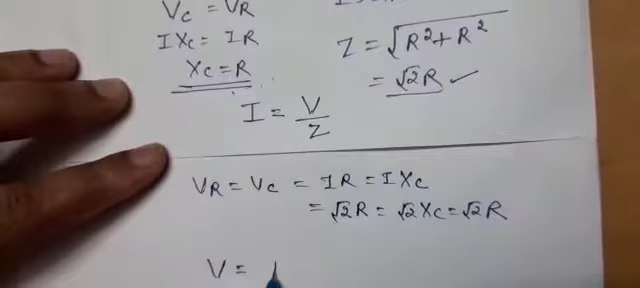 Vc = VR
IXc = IR
Xc = R
Z = √R²+R²
= √2R ✓
I = V/Z
VR = Vc = IR = IXc
= √2R = √2Xc = √2R
V =